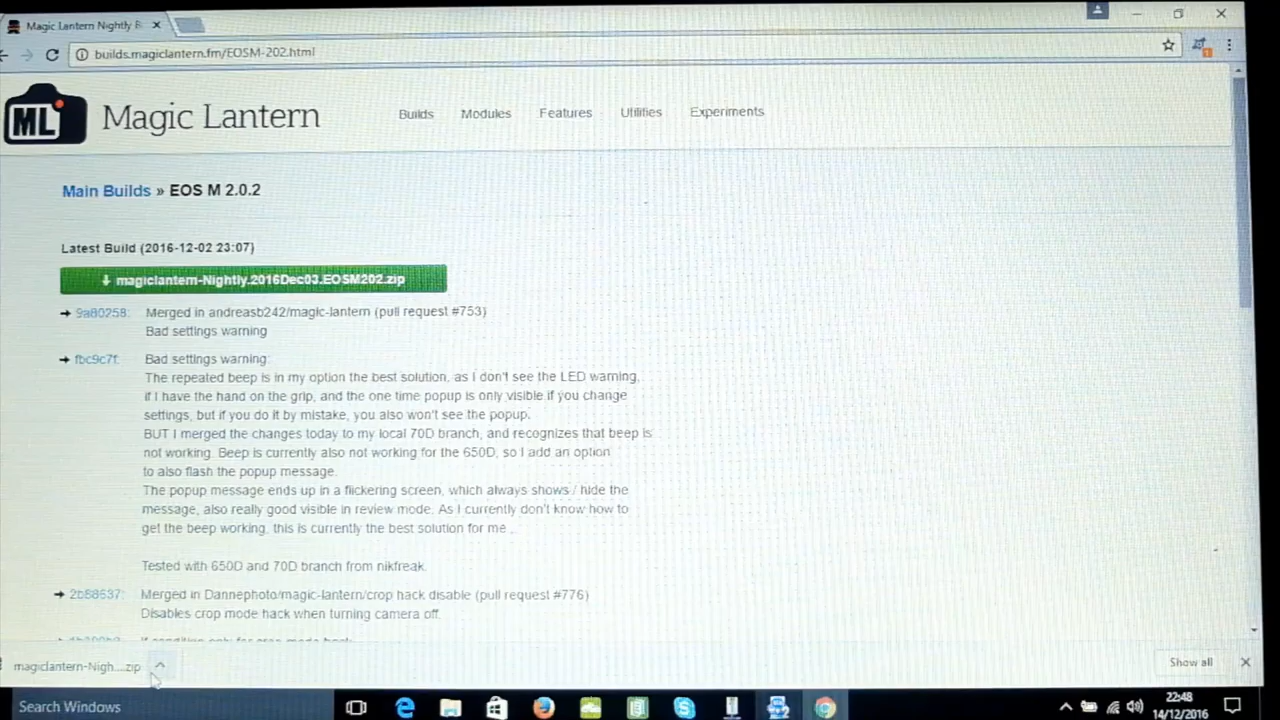 Magic Lantern Nightly B
builds.magiclantern.fm/EOSM-202.html
1
ML
Magic Lantern
Builds
Modules
Features
Utilities
Experiments
Main Builds » EOS M 2.0.2
Latest Build (2016-12-02 23:07)
magiclantern-Nightly.2016Dec03.EOSM202.zip
9a80258: Merged in andreasb242/magic-lantern (pull request #753)
Bad settings warning
fbc9c7f: Bad settings warning:
The repeated beep is in my option the best solution, as I don't see the LED warning,
if I have the hand on the grip, and the one time popup is only visible if you change
settings, but if you do it by mistake, you also won't see the popup.
BUT I merged the changes today to my local 70D branch, and recognizes that beep is
not working. Beep is currently also not working for the 650D, so I add an option
to also flash the popup message.
The popup message ends up in a flickering screen, which always shows / hide the
message, also really good visible in review mode. As I currently don't know how to
get the beep working, this is currently the best solution for me...
Tested with 650D and 70D branch from nikfreak.
2b88637: Merged in Dannephoto/magic-lantern/crop hack disable (pull request #776)
Disables crop mode hack when turning camera off.
magiclantern-Nigh....zip
Show all
Search Windows
22:48
14/12/2016